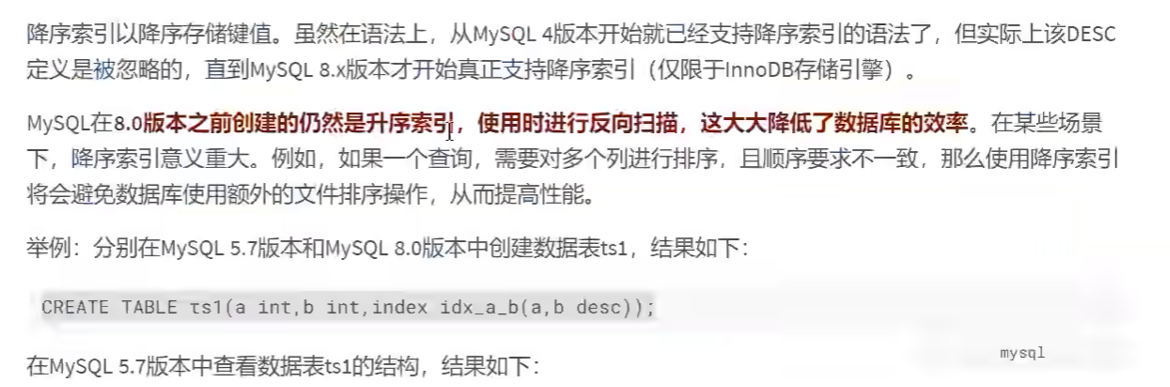 降序索引以降序存储键值。虽然在语法上，从MySQL 4版本开始就已经支持降序索引的语法了，但实际上该DESC
定义是被忽略的，直到MySQL 8.x版本才开始真正支持降序索引（仅限于InnoDB存储引擎）。
MySQL在8.0版本之前创建的仍然是升序索引，使用时进行反向扫描，这大大降低了数据库的效率。在某些场景
下，降序索引意义重大。例如，如果一个查询，需要对多个列进行排序，且顺序要求不一致，那么使用降序索引
将会避免数据库使用额外的文件排序操作，从而提高性能。
举例：分别在MySQL 5.7版本和MySQL 8.0版本中创建数据表ts1，结果如下：
CREATE TABLE ts1(a int,b int,index idx_a_b(a,b desc));
mysql
在MySQL 5.7版本中查看数据表ts1的结构，结果如下：